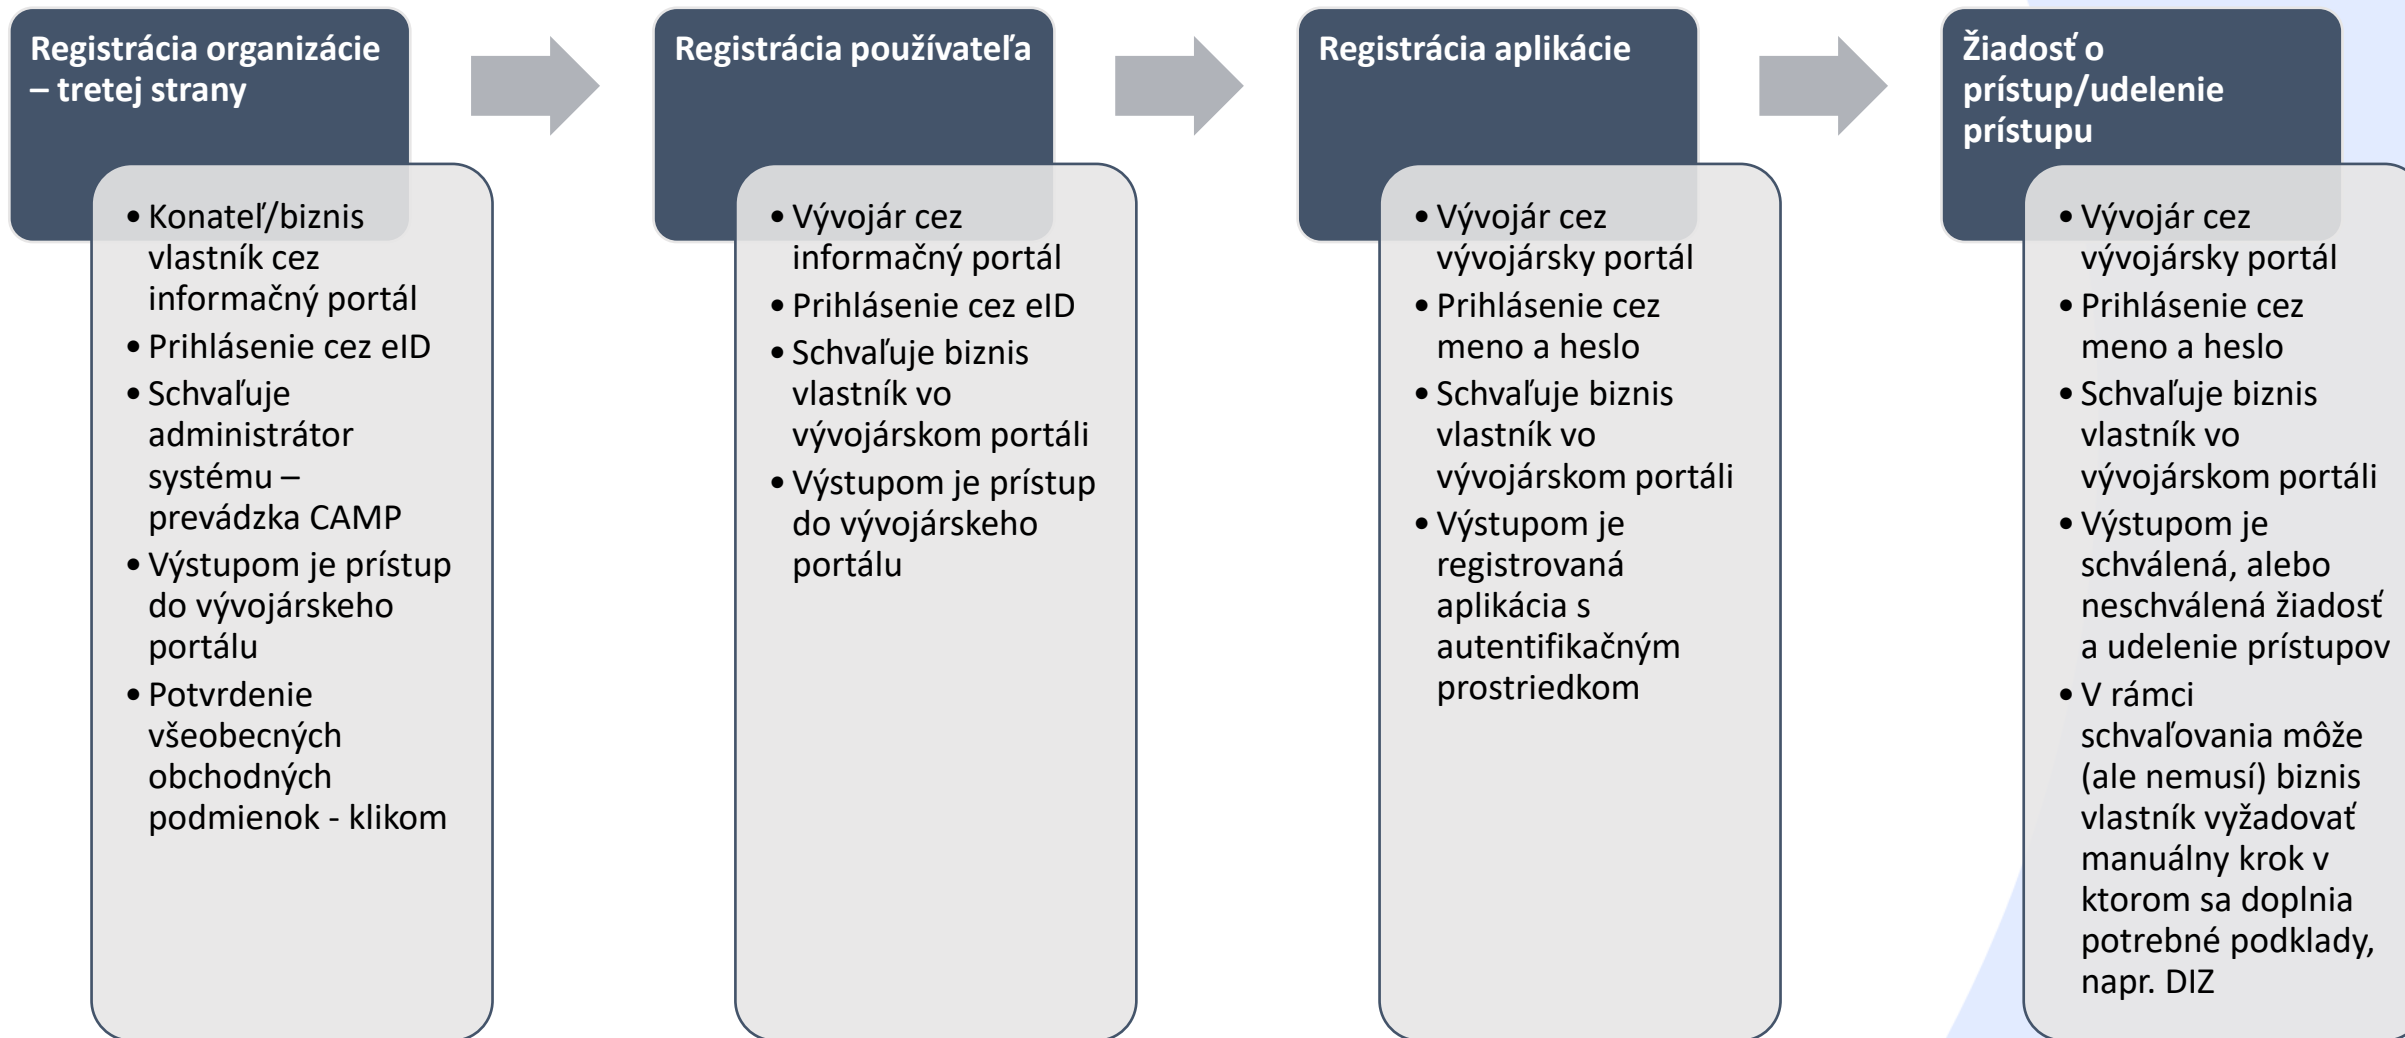 Registrácia organizácie
– tretej strany
• Konateľ/biznis
vlastník cez
informačný portál
• Prihlásenie cez eID
• Schvaľuje
administrátor
systému –
prevádzka CAMP
• Výstupom je prístup
do vývojárskeho
portálu
• Potvrdenie
všeobecných
obchodných
podmienok - klikom
Registrácia používateľa
• Vývojár cez
informačný portál
• Prihlásenie cez eID
• Schvaľuje biznis
vlastník vo
vývojárskom portáli
• Výstupom je prístup
do vývojárskeho
portálu
Registrácia aplikácie
• Vývojár cez
vývojársky portál
• Prihlásenie cez
meno a heslo
• Schvaľuje biznis
vlastník vo
vývojárskom portáli
• Výstupom je
registrovaná
aplikácia s
autentifikačným
prostriedkom
Žiadosť o
prístup/udelenie
prístupu
• Vývojár cez
vývojársky portál
• Prihlásenie cez
meno a heslo
• Schvaľuje biznis
vlastník vo
vývojárskom portáli
• Výstupom je
schválená, alebo
neschválená žiadosť
a udelenie prístupov
• V rámci
schvaľovania môže
(ale nemusí) biznis
vlastník vyžadovať
manuálny krok v
ktorom sa doplnia
potrebné podklady,
napr. DIZ